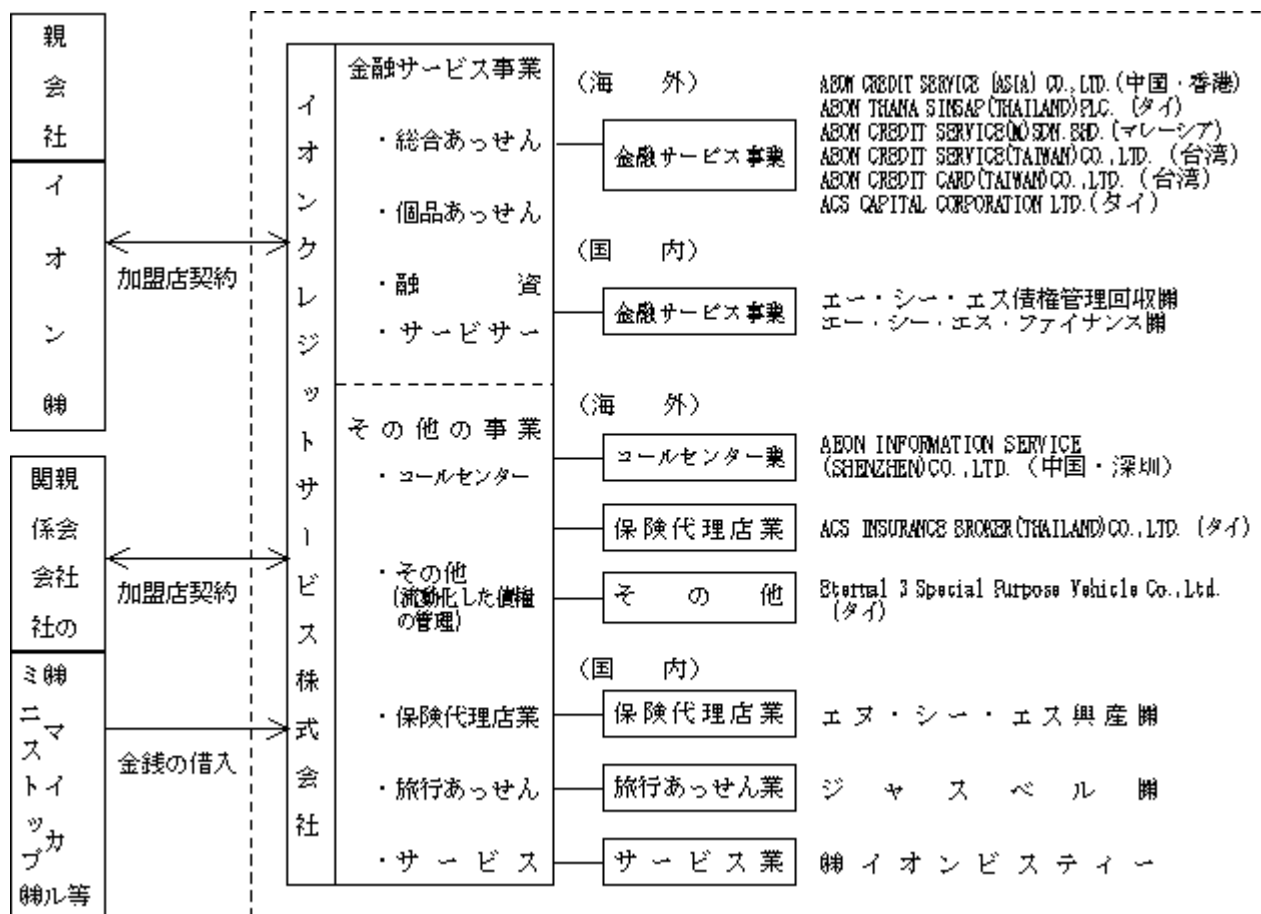 親会社
イオン㈱
加盟店契約
親会社の関係会社
ミニストップ㈱
㈱マイカル等
加盟店契約
金銭の借入
イオンクレジットサービス株式会社
金融サービス事業
・総合あっせん
・個品あっせん
・融　　資
・サービサー
その他の事業
・コールセンター
・その他
(流動化した債権
の管理)
・保険代理店業
・旅行あっせん
・サービス
（海　外）
金融サービス事業
AEON CREDIT SERVICE (ASIA) CO.,LTD.(中国・香港)
AEON THANA SINSAP(THAILAND)PLC. (タイ)
AEON CREDIT SERVICE(M)SDN.BHD.(マレーシア)
AEON CREDIT SERVICE(TAIWAN)CO.,LTD. (台湾)
AEON CREDIT CARD(TAIWAN)CO.,LTD. (台湾)
ACS CAPITAL CORPORATION LTD.(タイ)
（国　内）
金融サービス事業
エー・シー・エス債権管理回収㈱
エー・シー・エス・ファイナンス㈱
（海　外）
コールセンター業
AEON INFORMATION SERVICE
(SHENZHEN)CO.,LTD. (中国・深圳)
保険代理店業
ACS INSURANCE BROKER(THAILAND)CO.,LTD. (タイ)
そ の 他
Eternal 3 Special Purpose Vehicle Co.,Ltd.
(タイ)
（国　内）
保険代理店業
エヌ・シー・エス興産㈱
旅行あっせん業
ジャスベル㈱
サービス業
㈱イオンビスティー